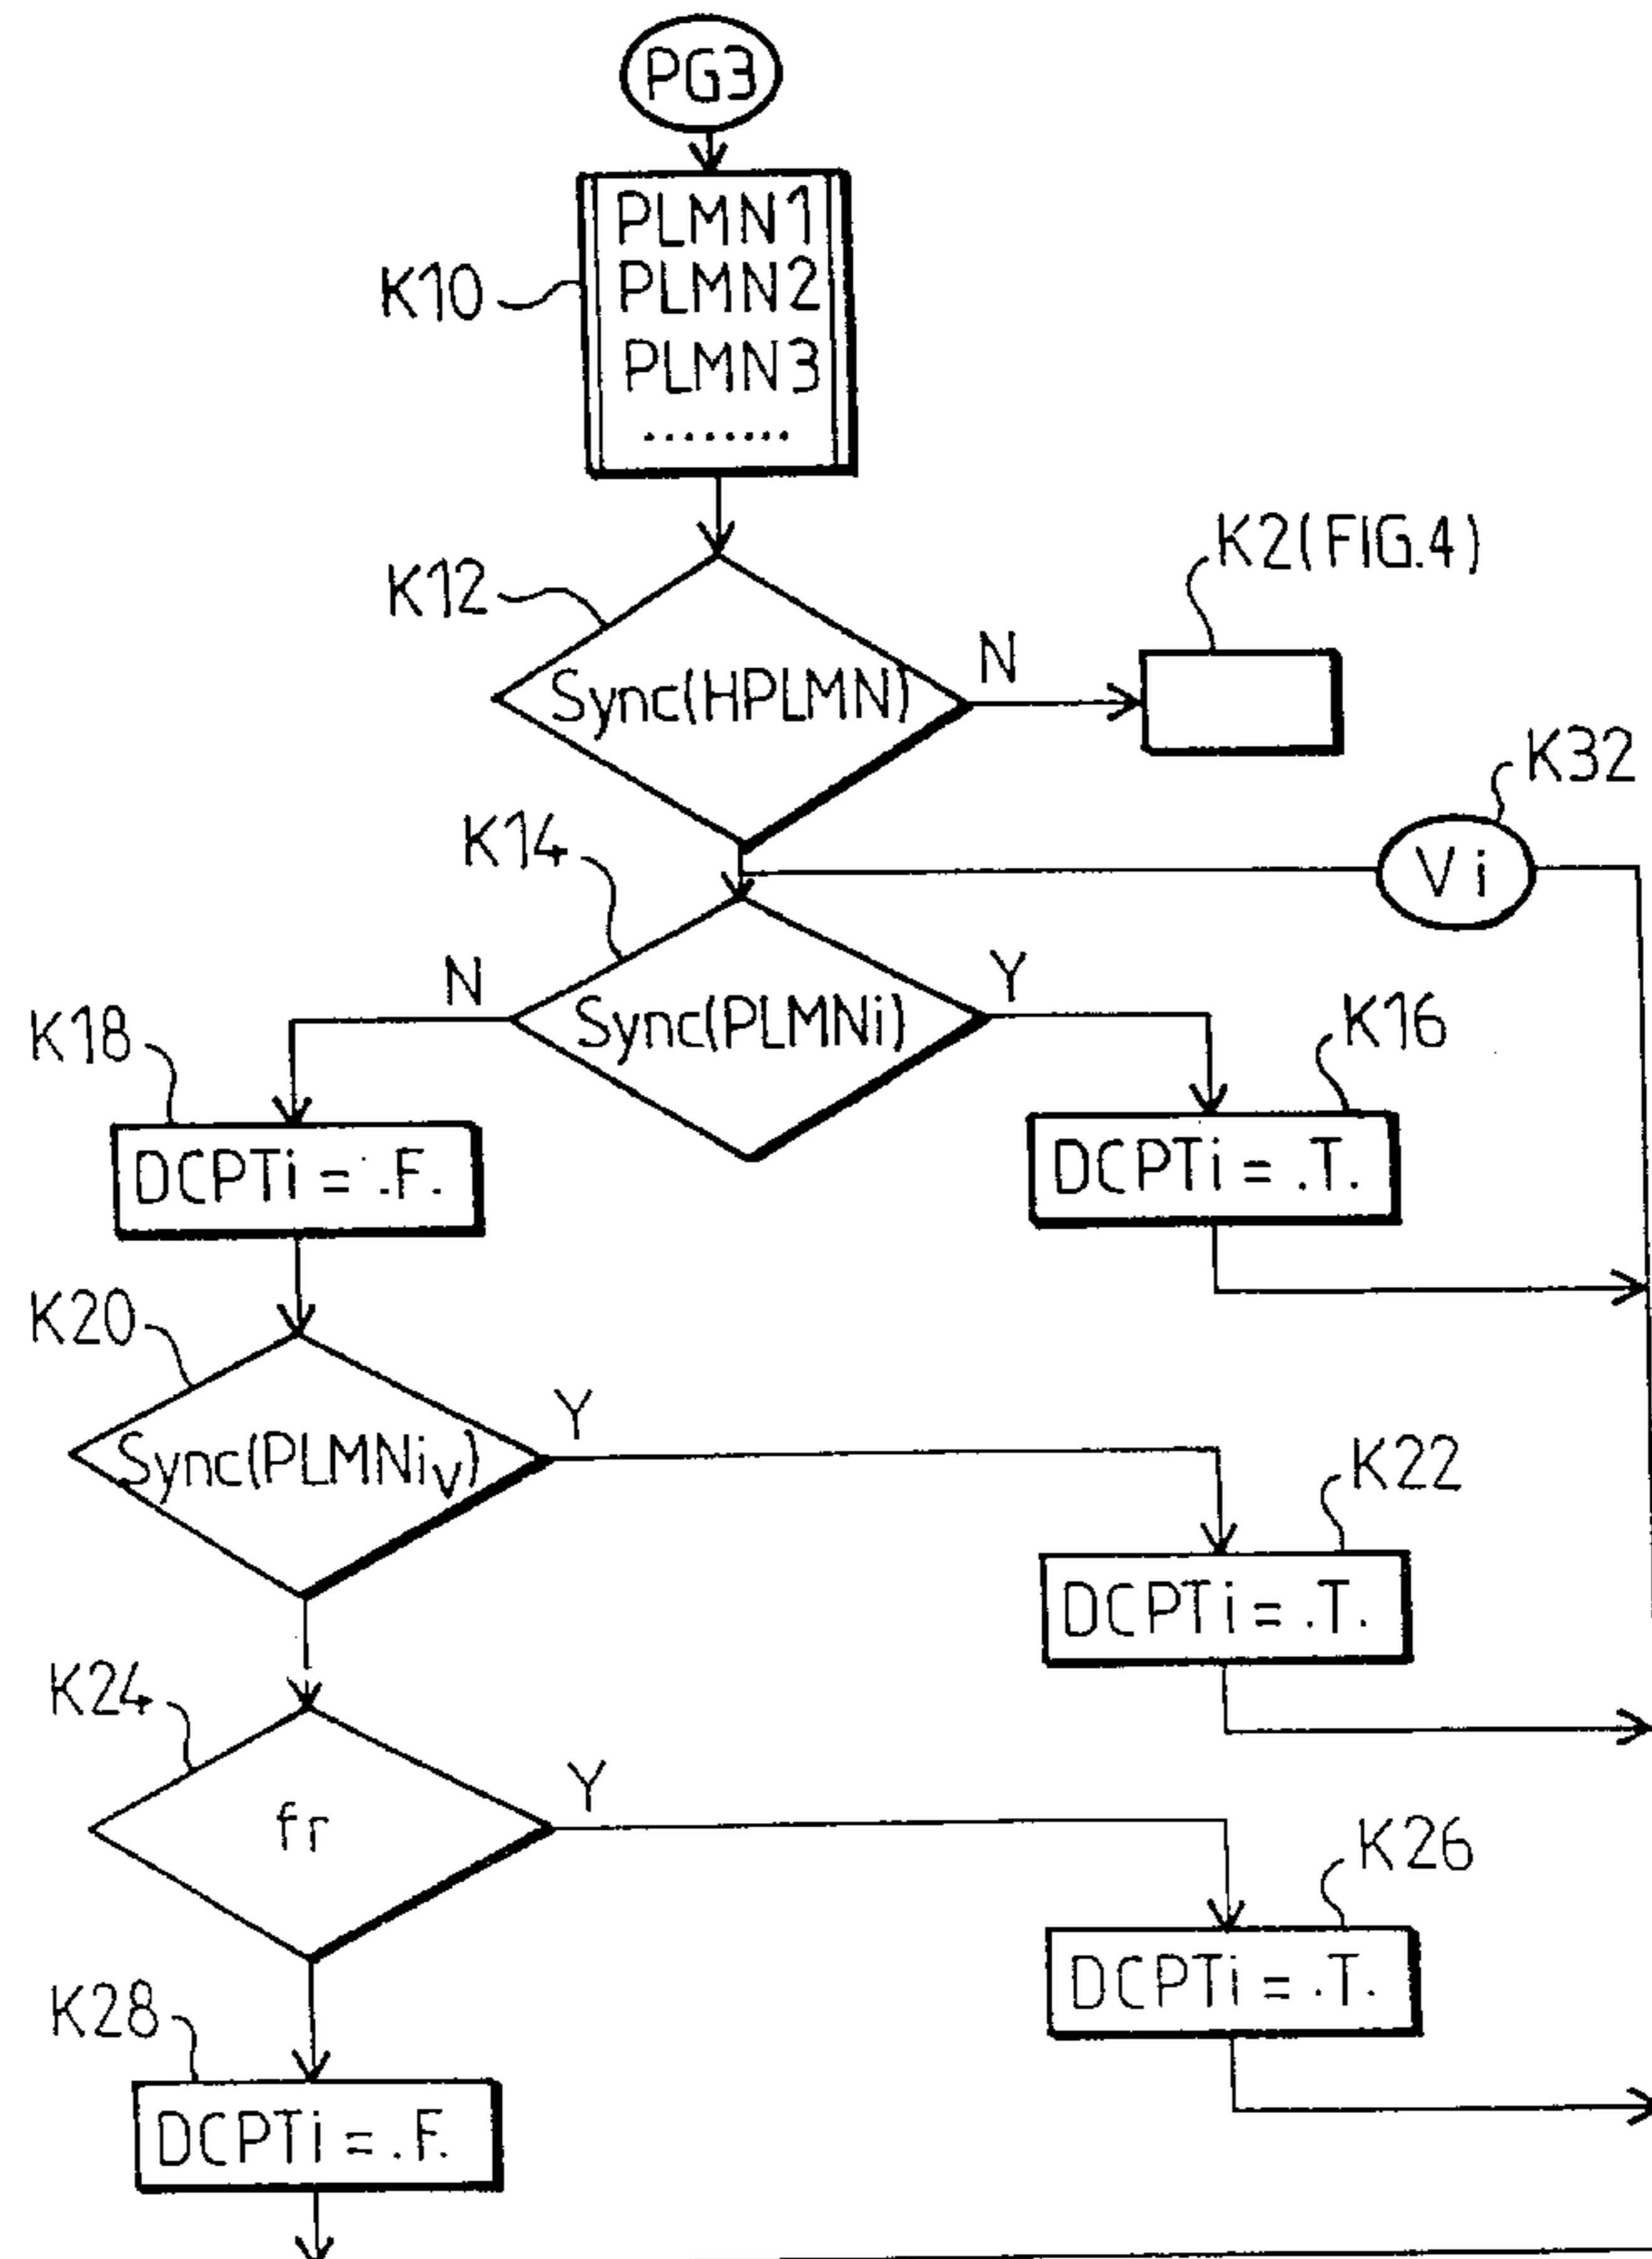 PG3
PLMN1
K10
PLMN2
PLMN3
........
K2(FIG.4)
K12
N
Sync(HPLMN)
K32
K14
Vi
N
Y
Sync(PLMNi)
K16
K18
DCPTi = .F.
DCPTi = .T.
K20
Y
Sync(PLMNiv)
K22
DCPTi = .T.
K24
Y
fr
K26
DCPTi = .T.
K28
DCPTi = .F.